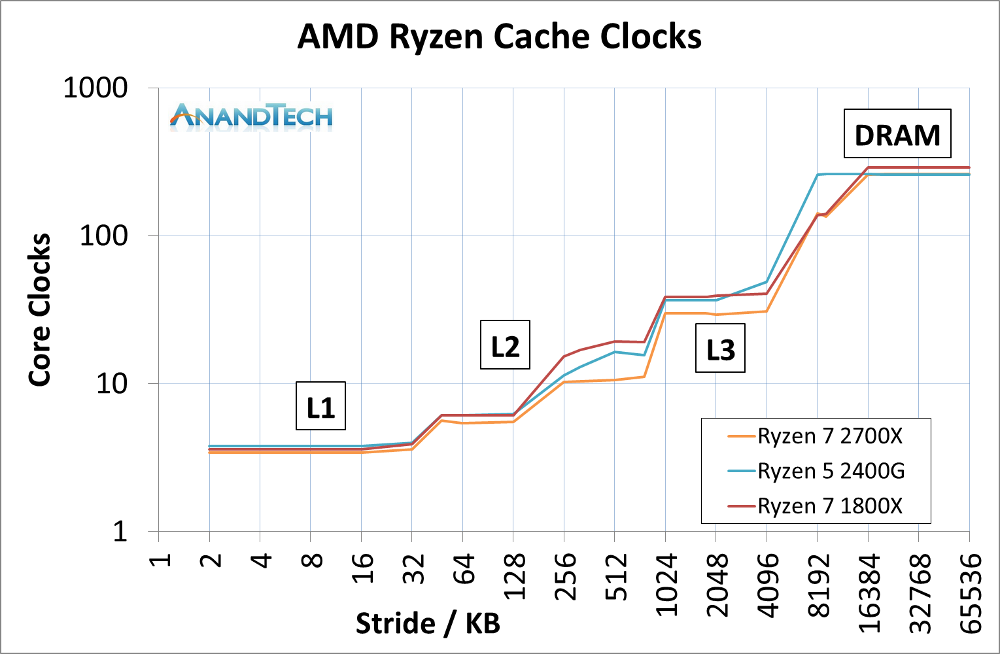 AMD Ryzen Cache Clocks
1000
100
10
1
Core Clocks
ANANDTECH
DRAM
L2
L3
L1
Ryzen 7 2700X
Ryzen 5 2400G
Ryzen 7 1800X
1 2 4 8 16 32 64 128 256 512 1024 2048 4096 8192 16384 32768 65536
Stride / KB